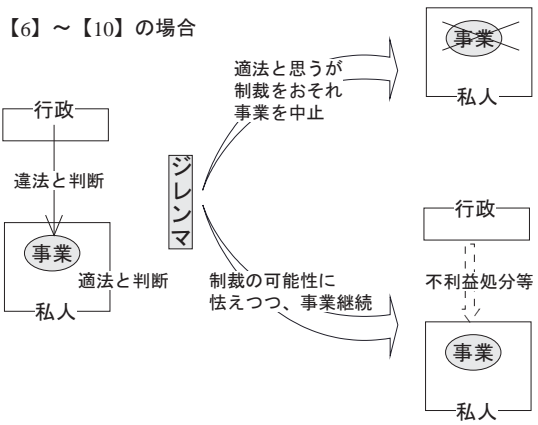 【6】～【10】の場合
行政
違法と判断
事業
適法と判断
私人
ジレンマ
適法と思うが
制裁をおそれ
事業を中止
事業
私人
制裁の可能性に
怯えつつ、事業継続
行政
不利益処分等
事業
私人